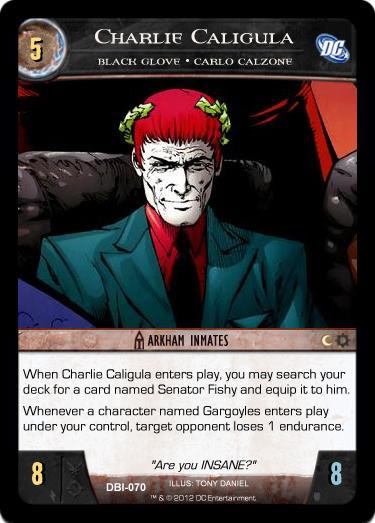 5
CHARLIE CALIGULA
BLACK GLOVE • CARLO CALZONE
DC
ARKHAM INMATES
When Charlie Caligula enters play, you may search your
deck for a card named Senator Fishy and equip it to him.
Whenever a character named Gargoyles enters play
under your control, target opponent loses 1 endurance.
"Are you INSANE?"
8
DBI-070
ILLUS: TONY DANIEL
™ & © 2012 DC Entertainment
8